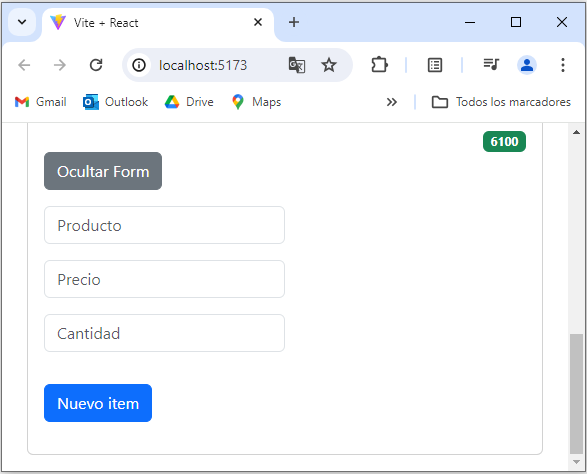 Vite + React
localhost:5173
Gmail Outlook Drive Maps Todos los marcadores
6100
Ocultar Form
Producto
Precio
Cantidad
Nuevo item